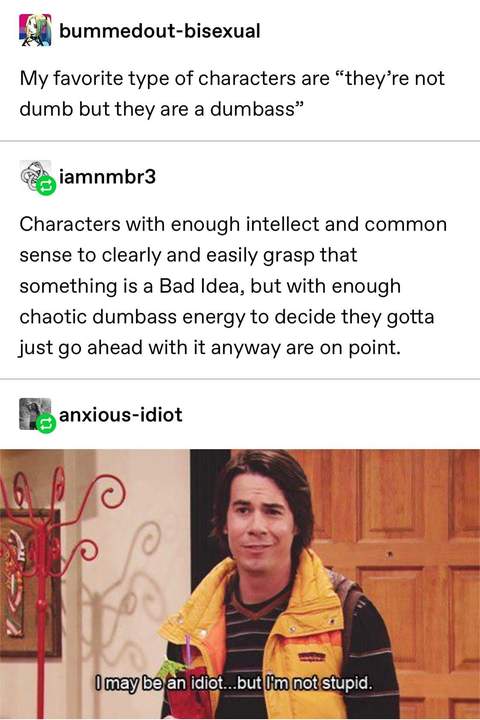 bummedout-bisexual
My favorite type of characters are “they’re not
dumb but they are a dumbass”
iamnmbr3
Characters with enough intellect and common
sense to clearly and easily grasp that
something is a Bad Idea, but with enough
chaotic dumbass energy to decide they gotta
just go ahead with it anyway are on point.
anxious-idiot
I may be an idiot...but I'm not stupid.